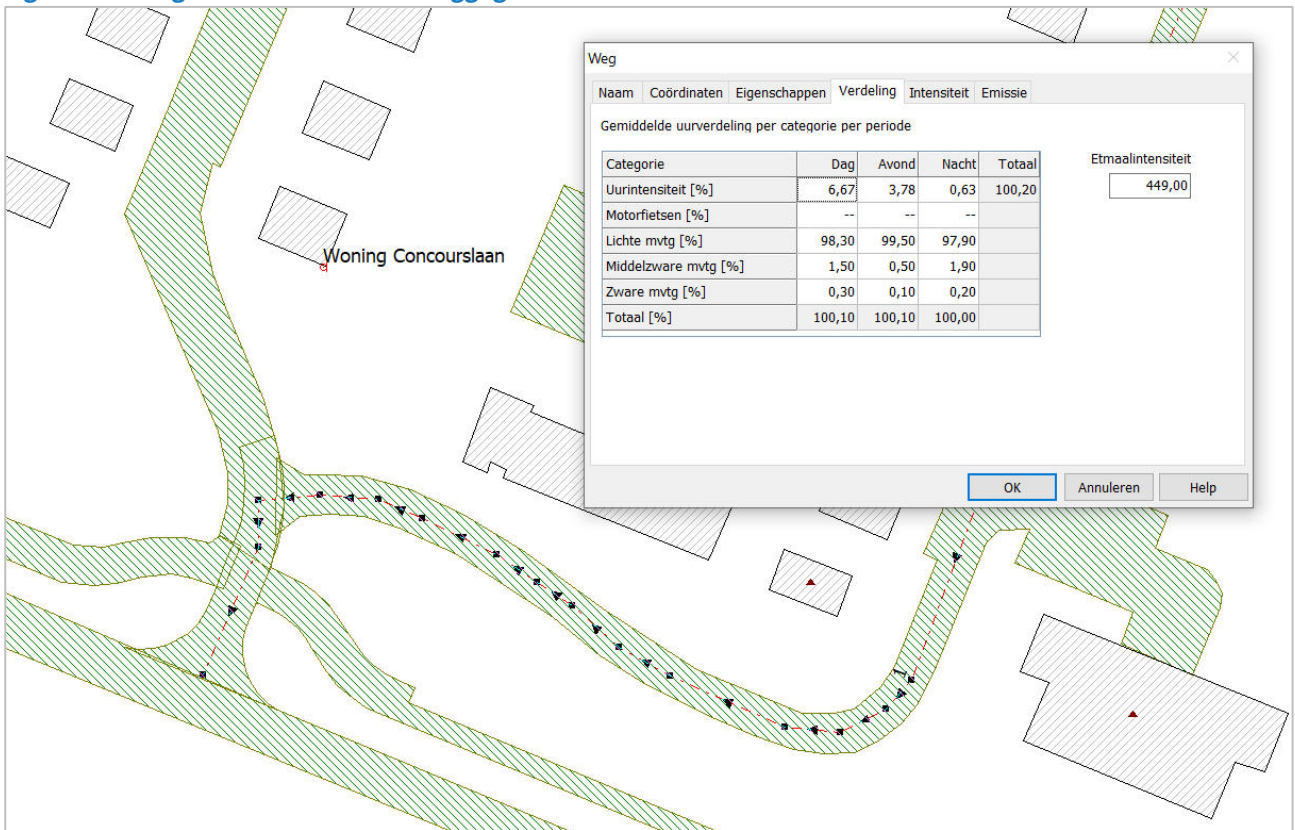 Weg
Naam Coördinaten Eigenschappen Verdeling Intensiteit Emissie
Gemiddelde uurverdeling per categorie per periode
Categorie Dag Avond Nacht Totaal
Etmaalintensiteit
Uurintensiteit [%] 6,67 3,78 0,63 100,20
449,00
Motorfietsen [%] -- -- --
Lichte mvtg [%] 98,30 99,50 97,90
Middelzware mvtg [%] 1,50 0,50 1,90
Zware mvtg [%] 0,30 0,10 0,20
Totaal [%] 100,10 100,10 100,00
OK Annuleren Help
Woning Concourslaan
1